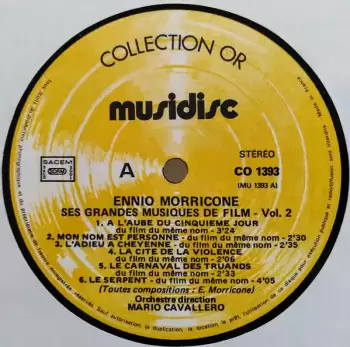 COLLECTION OR
musidisc
SACEM
A
STÉRÉO
CO 1393
(MU 1393 A)
ENNIO MORRICONE
SES GRANDES MUSIQUES DE FILM - Vol. 2
1. A L'AUBE DU CINQUIEME JOUR
du film du même nom - 3'24
2. MON NOM EST PERSONNE - du film du même nom - 2'30
3. L'ADIEU A CHEYENNE - du film du même nom - 2'35
4. LA CITE DE LA VIOLENCE
du film du même nom - 2'06
5. LE CARNAVAL DES TRUANDS
du film du même nom - 2'33
6. LE SERPENT - du film du même nom - 4'05
(Toutes compositions : E. Morricone)
Orchestre direction
MARIO CAVALLERO